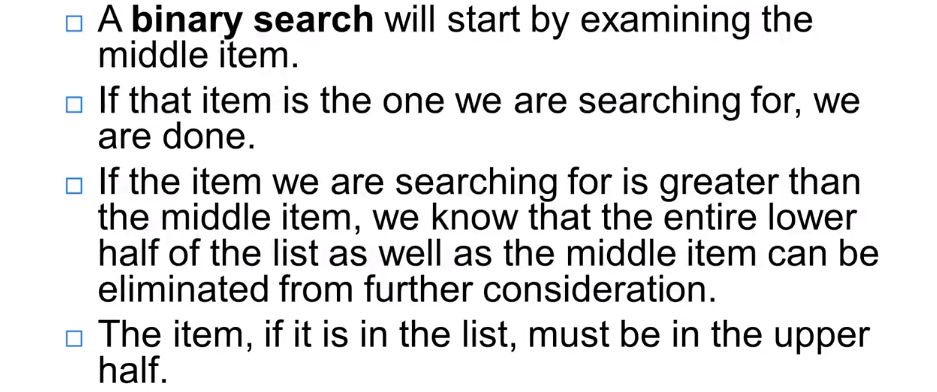 A binary search will start by examining the
middle item.
If that item is the one we are searching for, we
are done.
If the item we are searching for is greater than
the middle item, we know that the entire lower
half of the list as well as the middle item can be
eliminated from further consideration.
The item, if it is in the list, must be in the upper
half.